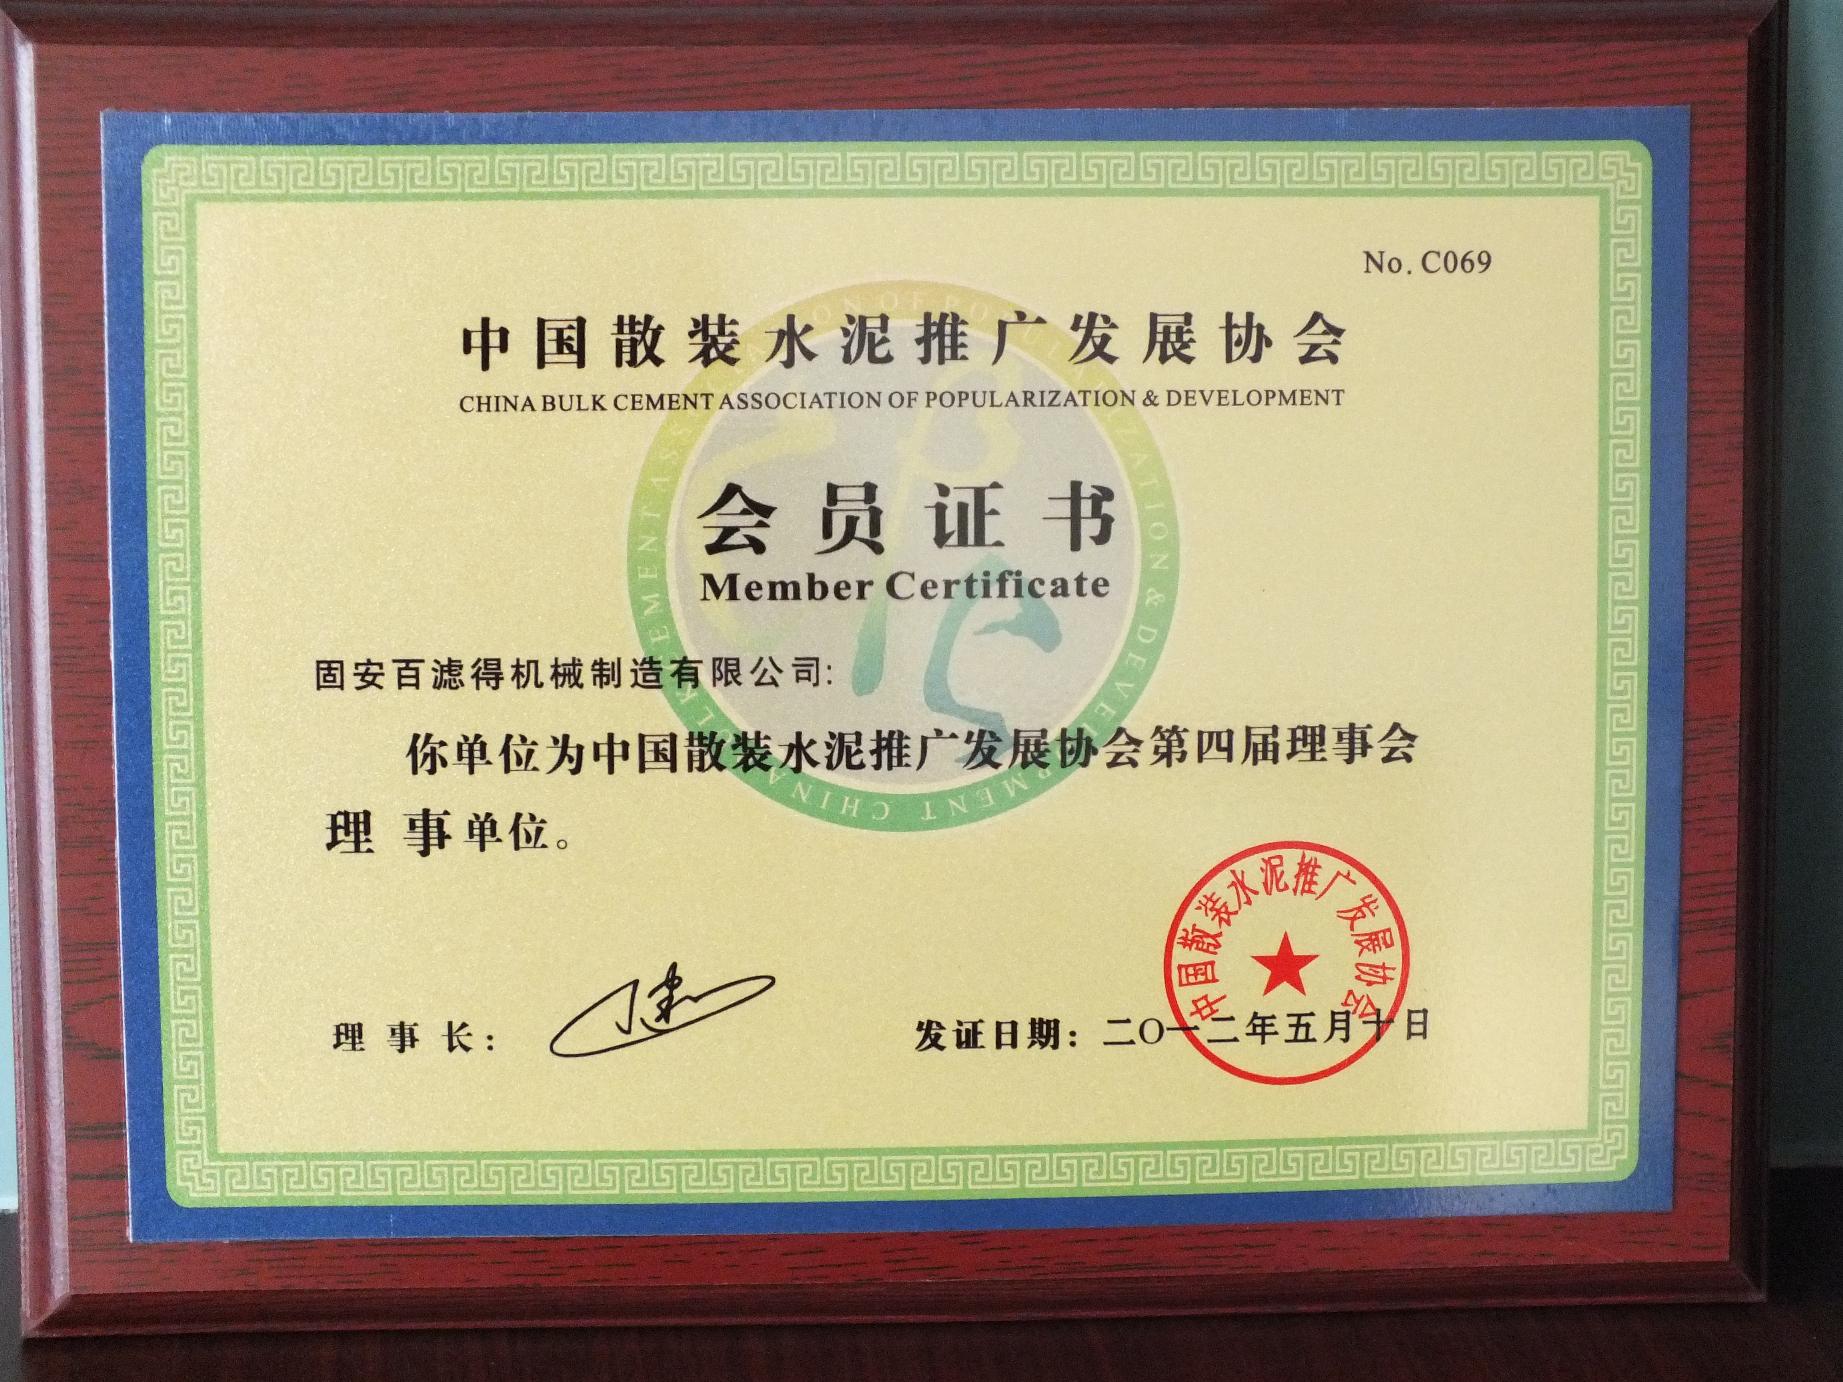 No. C069
中国散装水泥推广发展协会
CHINA BULK CEMENT ASSOCIATION OF POPULARIZATION & DEVELOPMENT
会员证书
Member Certificate
固安百滤得机械制造有限公司:
你单位为中国散装水泥推广发展协会第四届理事会
理 事 单位。
理 事 长：
发证日期：二〇一二年五月十日
中国散装水泥推广发展协会